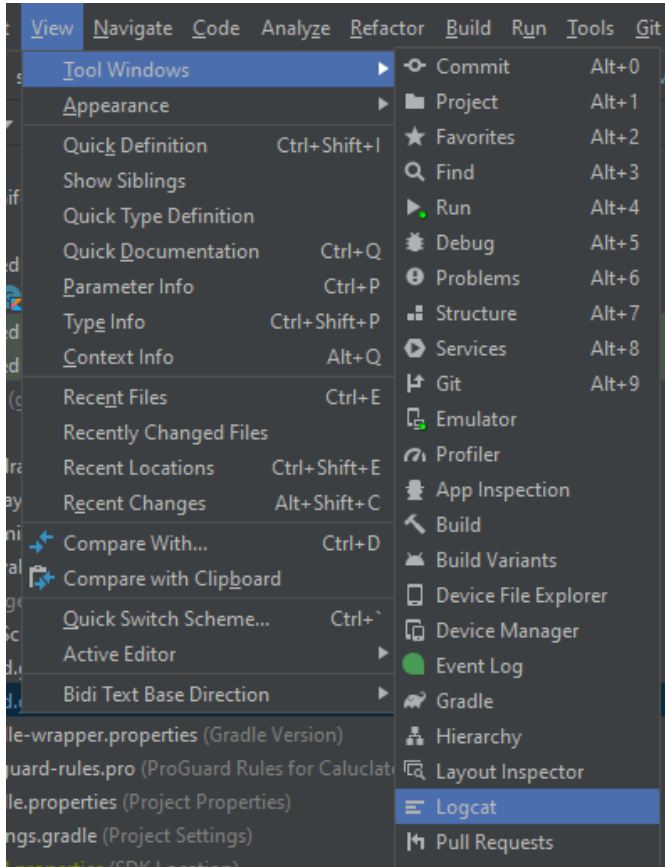 View Navigate Code Analyze Refactor Build Run Tools Git
Tool Windows
Appearance
Quick Definition Ctrl+Shift+I
Show Siblings
Quick Type Definition
Quick Documentation Ctrl+Q
Parameter Info Ctrl+P
Type Info Ctrl+Shift+P
Context Info Alt+Q
Recent Files Ctrl+E
Recently Changed Files
Recent Locations Ctrl+Shift+E
Recent Changes Alt+Shift+C
Compare With... Ctrl+D
Compare with Clipboard
Quick Switch Scheme... Ctrl+`
Active Editor
Bidi Text Base Direction
Commit Alt+0
Project Alt+1
Favorites Alt+2
Find Alt+3
Run Alt+4
Debug Alt+5
Problems Alt+6
Structure Alt+7
Services Alt+8
Git Alt+9
Emulator
Profiler
App Inspection
Build
Build Variants
Device File Explorer
Device Manager
Event Log
Gradle
Hierarchy
Layout Inspector
Logcat
Pull Requests
le-wrapper.properties (Gradle Version)
guard-rules.pro (ProGuard Rules for Caluclat
le.properties (Project Properties)
ngs.gradle (Project Settings)